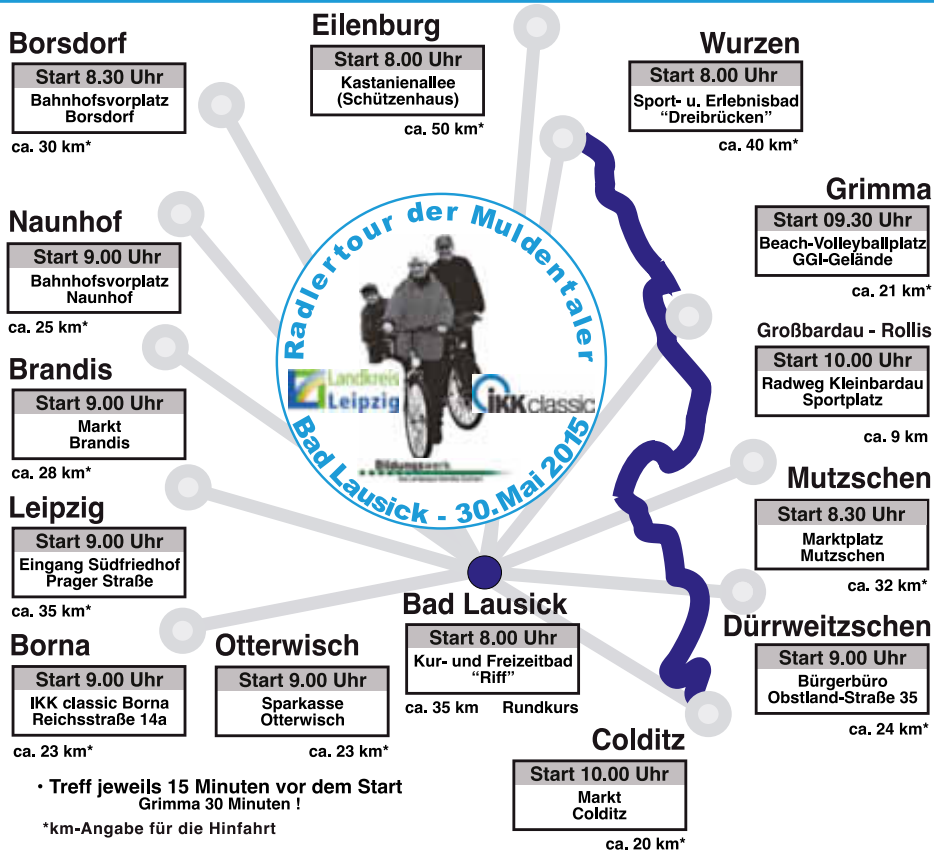 Borsdorf
Start 8.30 Uhr
Bahnhofsvorplatz
Borsdorf
ca. 30 km*
Eilenburg
Start 8.00 Uhr
Kastanienallee
(Schützenhaus)
ca. 50 km*
Wurzen
Start 8.00 Uhr
Sport- u. Erlebnisbad
“Dreibrücken”
ca. 40 km*
Naunhof
Start 9.00 Uhr
Bahnhofsvorplatz
Naunhof
ca. 25 km*
Radlertour der Muldentaler
Landkreis
Leipzig
iKK classic
Bildungswerk
Bad Lausick - 30.Mai 2015
Grimma
Start 09.30 Uhr
Beach-Volleyballplatz
GGI-Gelände
ca. 21 km*
Großbardau - Rollis
Start 10.00 Uhr
Radweg Kleinbardau
Sportplatz
ca. 9 km
Brandis
Start 9.00 Uhr
Markt
Brandis
ca. 28 km*
Mutzschen
Start 8.30 Uhr
Marktplatz
Mutzschen
ca. 32 km*
Leipzig
Start 9.00 Uhr
Eingang Südfriedhof
Prager Straße
ca. 35 km*
Bad Lausick
Start 8.00 Uhr
Kur- und Freizeitbad
“Riff”
ca. 35 km Rundkurs
Dürrweitzschen
Start 9.00 Uhr
Bürgerbüro
Obstland-Straße 35
ca. 24 km*
Borna
Start 9.00 Uhr
IKK classic Borna
Reichsstraße 14a
ca. 23 km*
Otterwisch
Start 9.00 Uhr
Sparkasse
Otterwisch
ca. 23 km*
Colditz
Start 10.00 Uhr
Markt
Colditz
ca. 20 km*
· Treff jeweils 15 Minuten vor dem Start
Grimma 30 Minuten !
*km-Angabe für die Hinfahrt